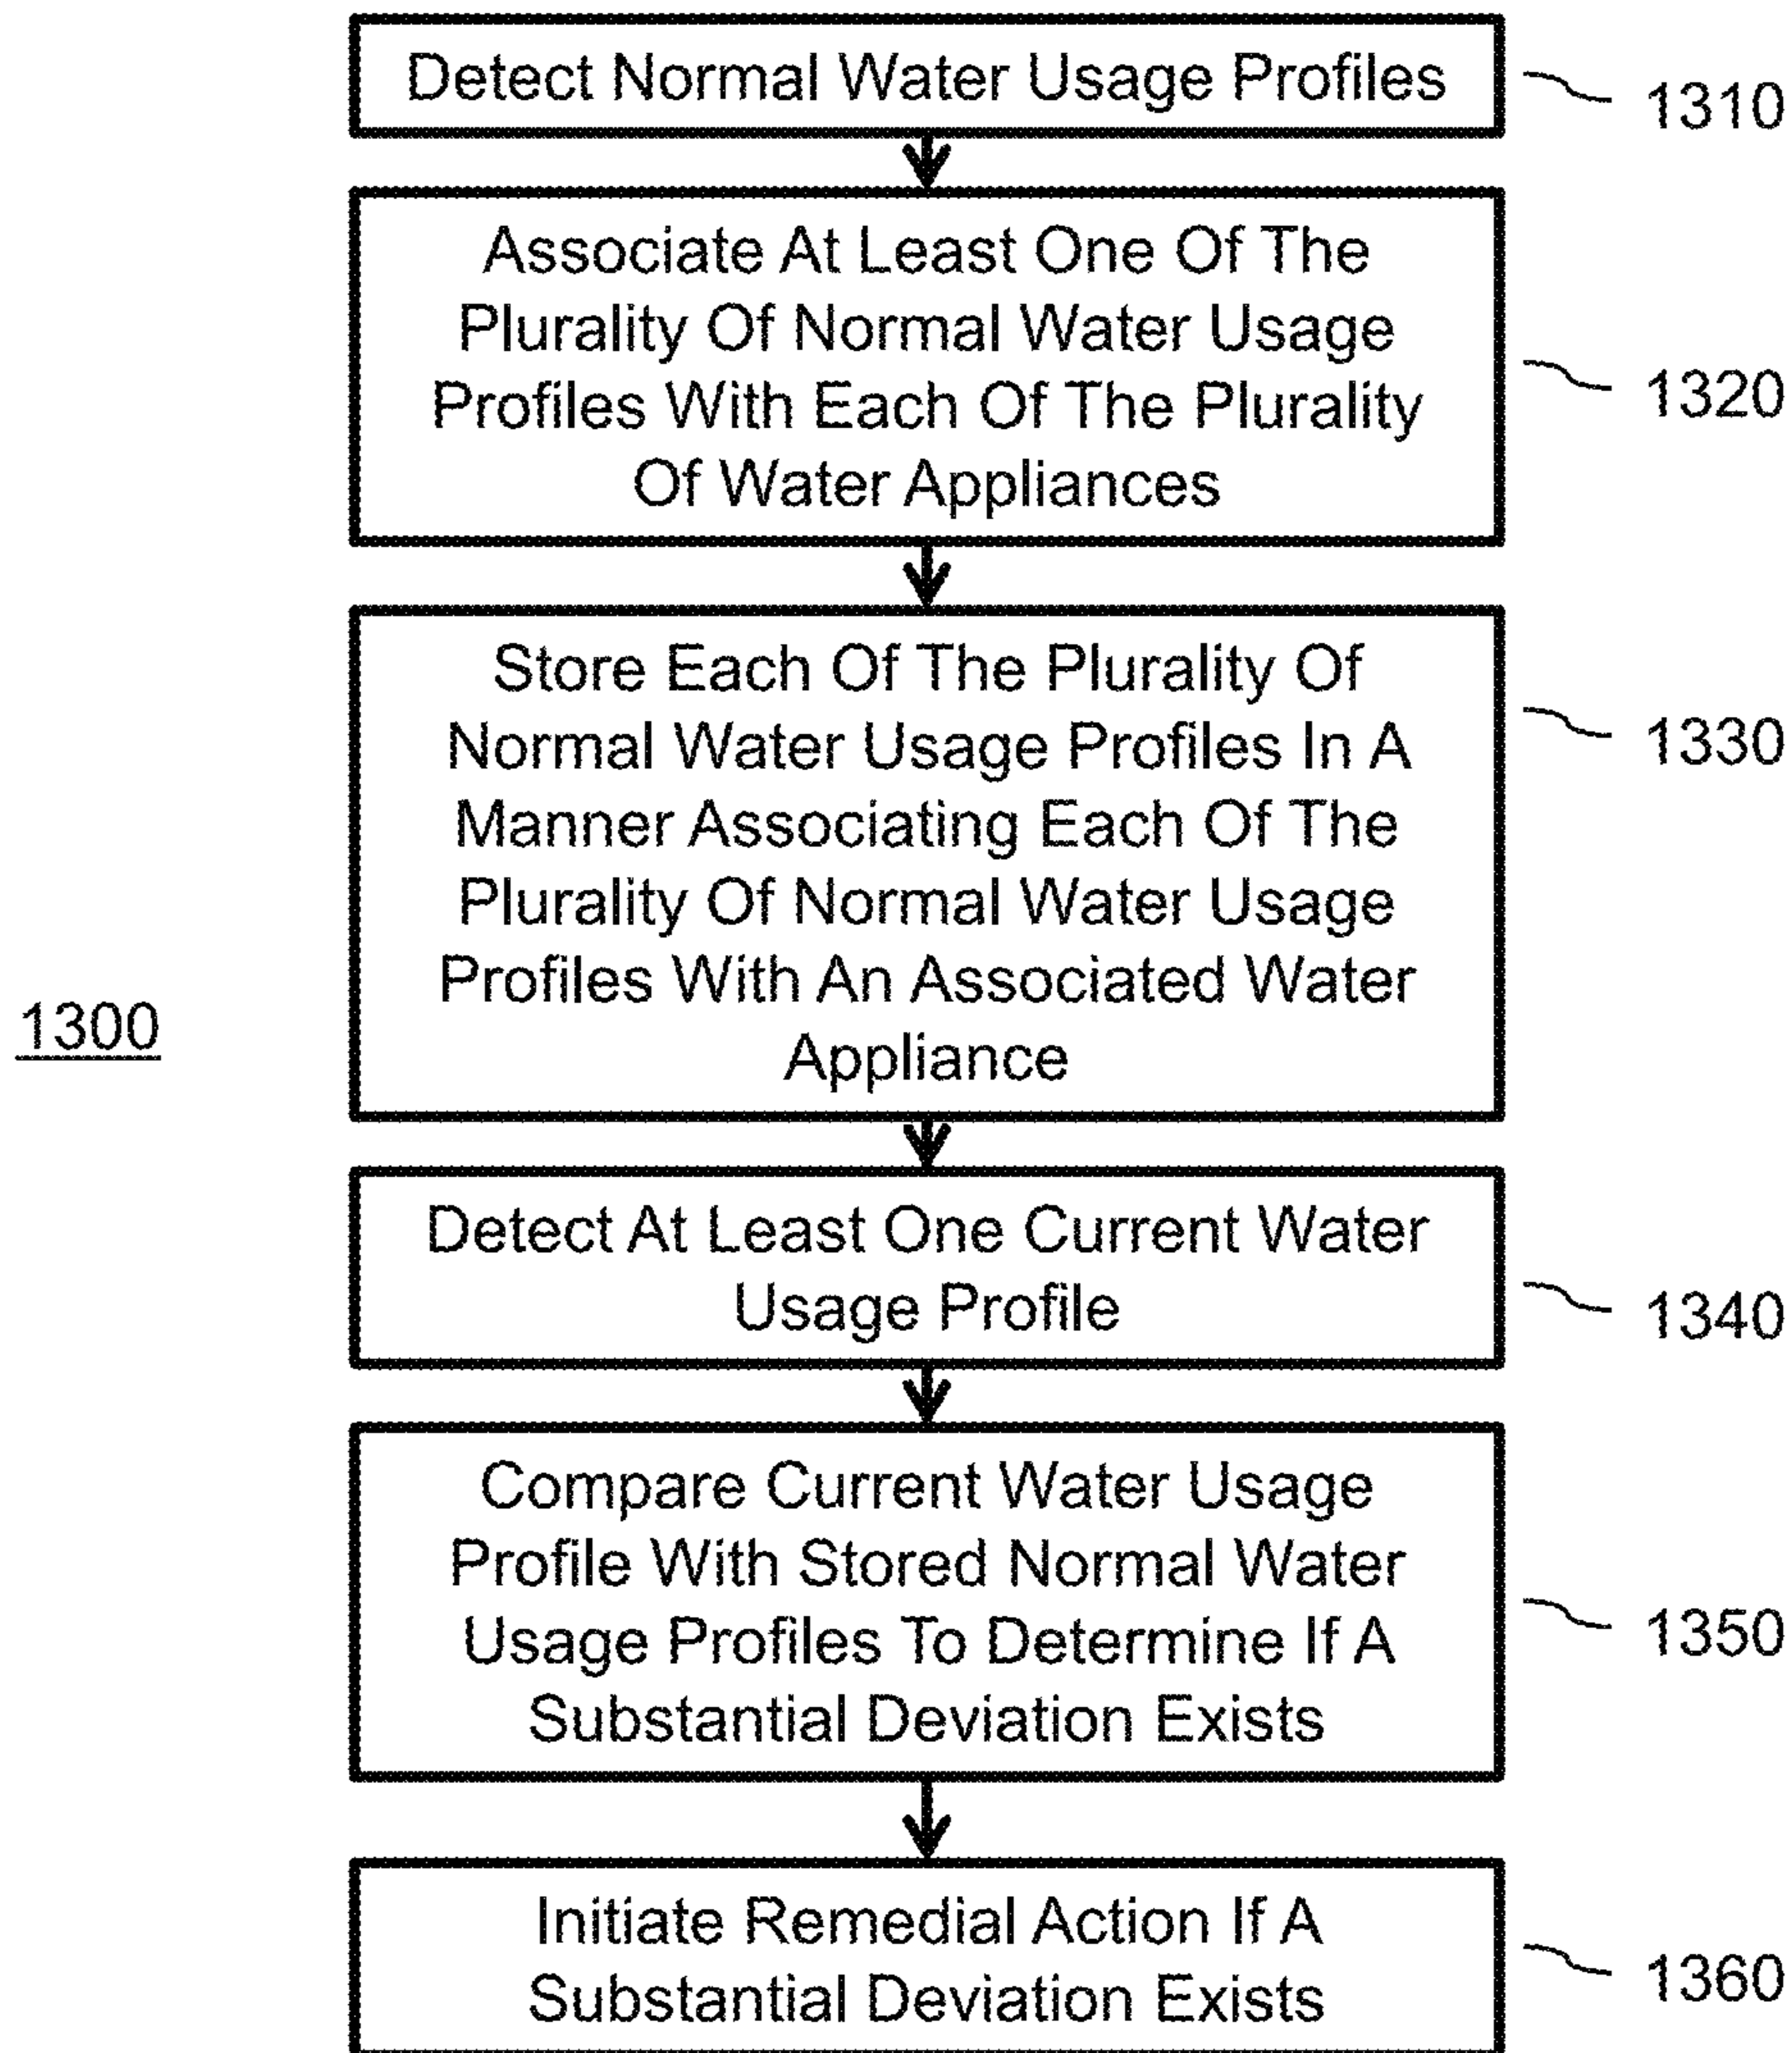 Detect Normal Water Usage Profiles
1310
Associate At Least One Of The
Plurality Of Normal Water Usage
Profiles With Each Of The Plurality
Of Water Appliances
1320
Store Each Of The Plurality Of
Normal Water Usage Profiles In A
Manner Associating Each Of The
Plurality Of Normal Water Usage
Profiles With An Associated Water
Appliance
1330
1300
Detect At Least One Current Water
Usage Profile
1340
Compare Current Water Usage
Profile With Stored Normal Water
Usage Profiles To Determine If A
Substantial Deviation Exists
1350
Initiate Remedial Action If A
Substantial Deviation Exists
1360